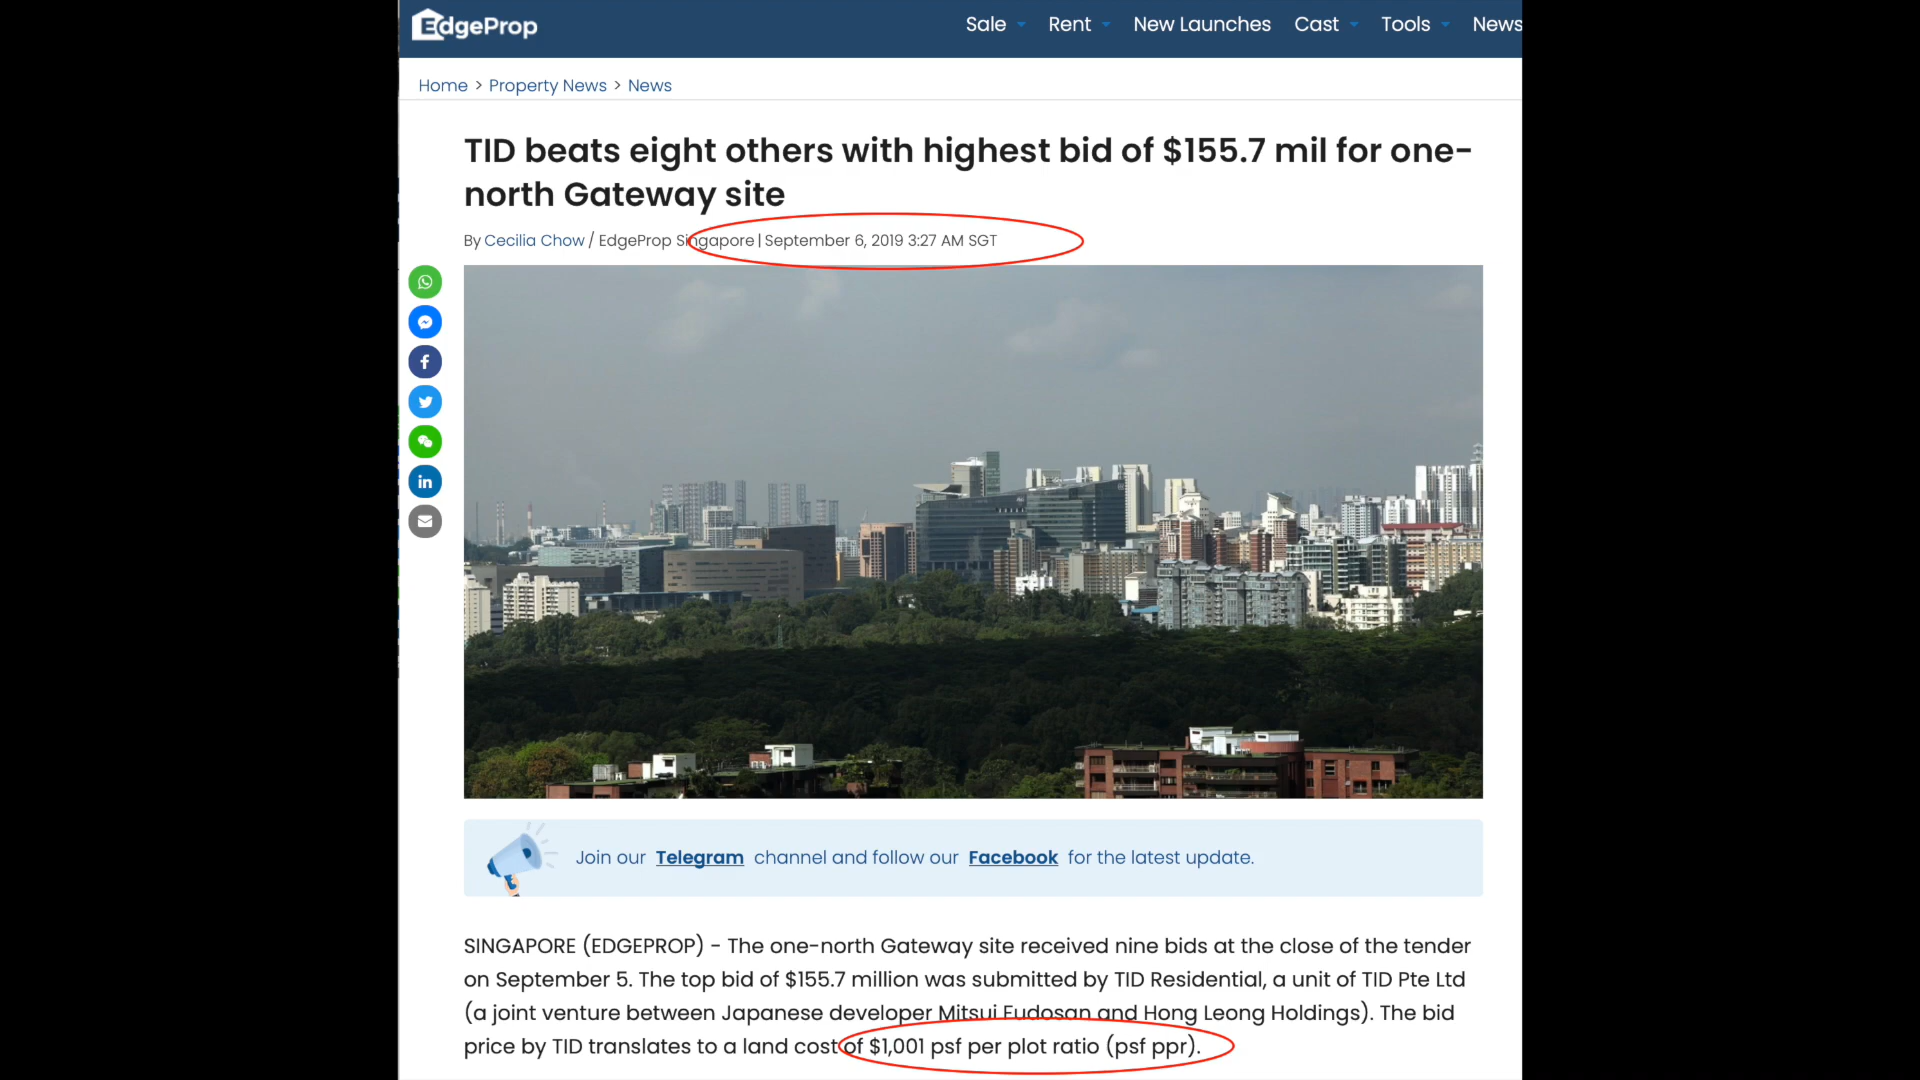 EdgeProp
Sale Rent New Launches Cast Tools News
Home > Property News > News
TID beats eight others with highest bid of $155.7 mil for one-
north Gateway site
By Cecilia Chow / EdgeProp Singapore | September 6, 2019 3:27 AM SGT
in
Join our Telegram channel and follow our Facebook for the latest update.
SINGAPORE (EDGEPROP) - The one-north Gateway site received nine bids at the close of the tender
on September 5. The top bid of $155.7 million was submitted by TID Residential, a unit of TID Pte Ltd
(a joint venture between Japanese developer Mitsui Fudosan and Hong Leong Holdings). The bid
price by TID translates to a land cost of $1,001 psf per plot ratio (psf ppr).